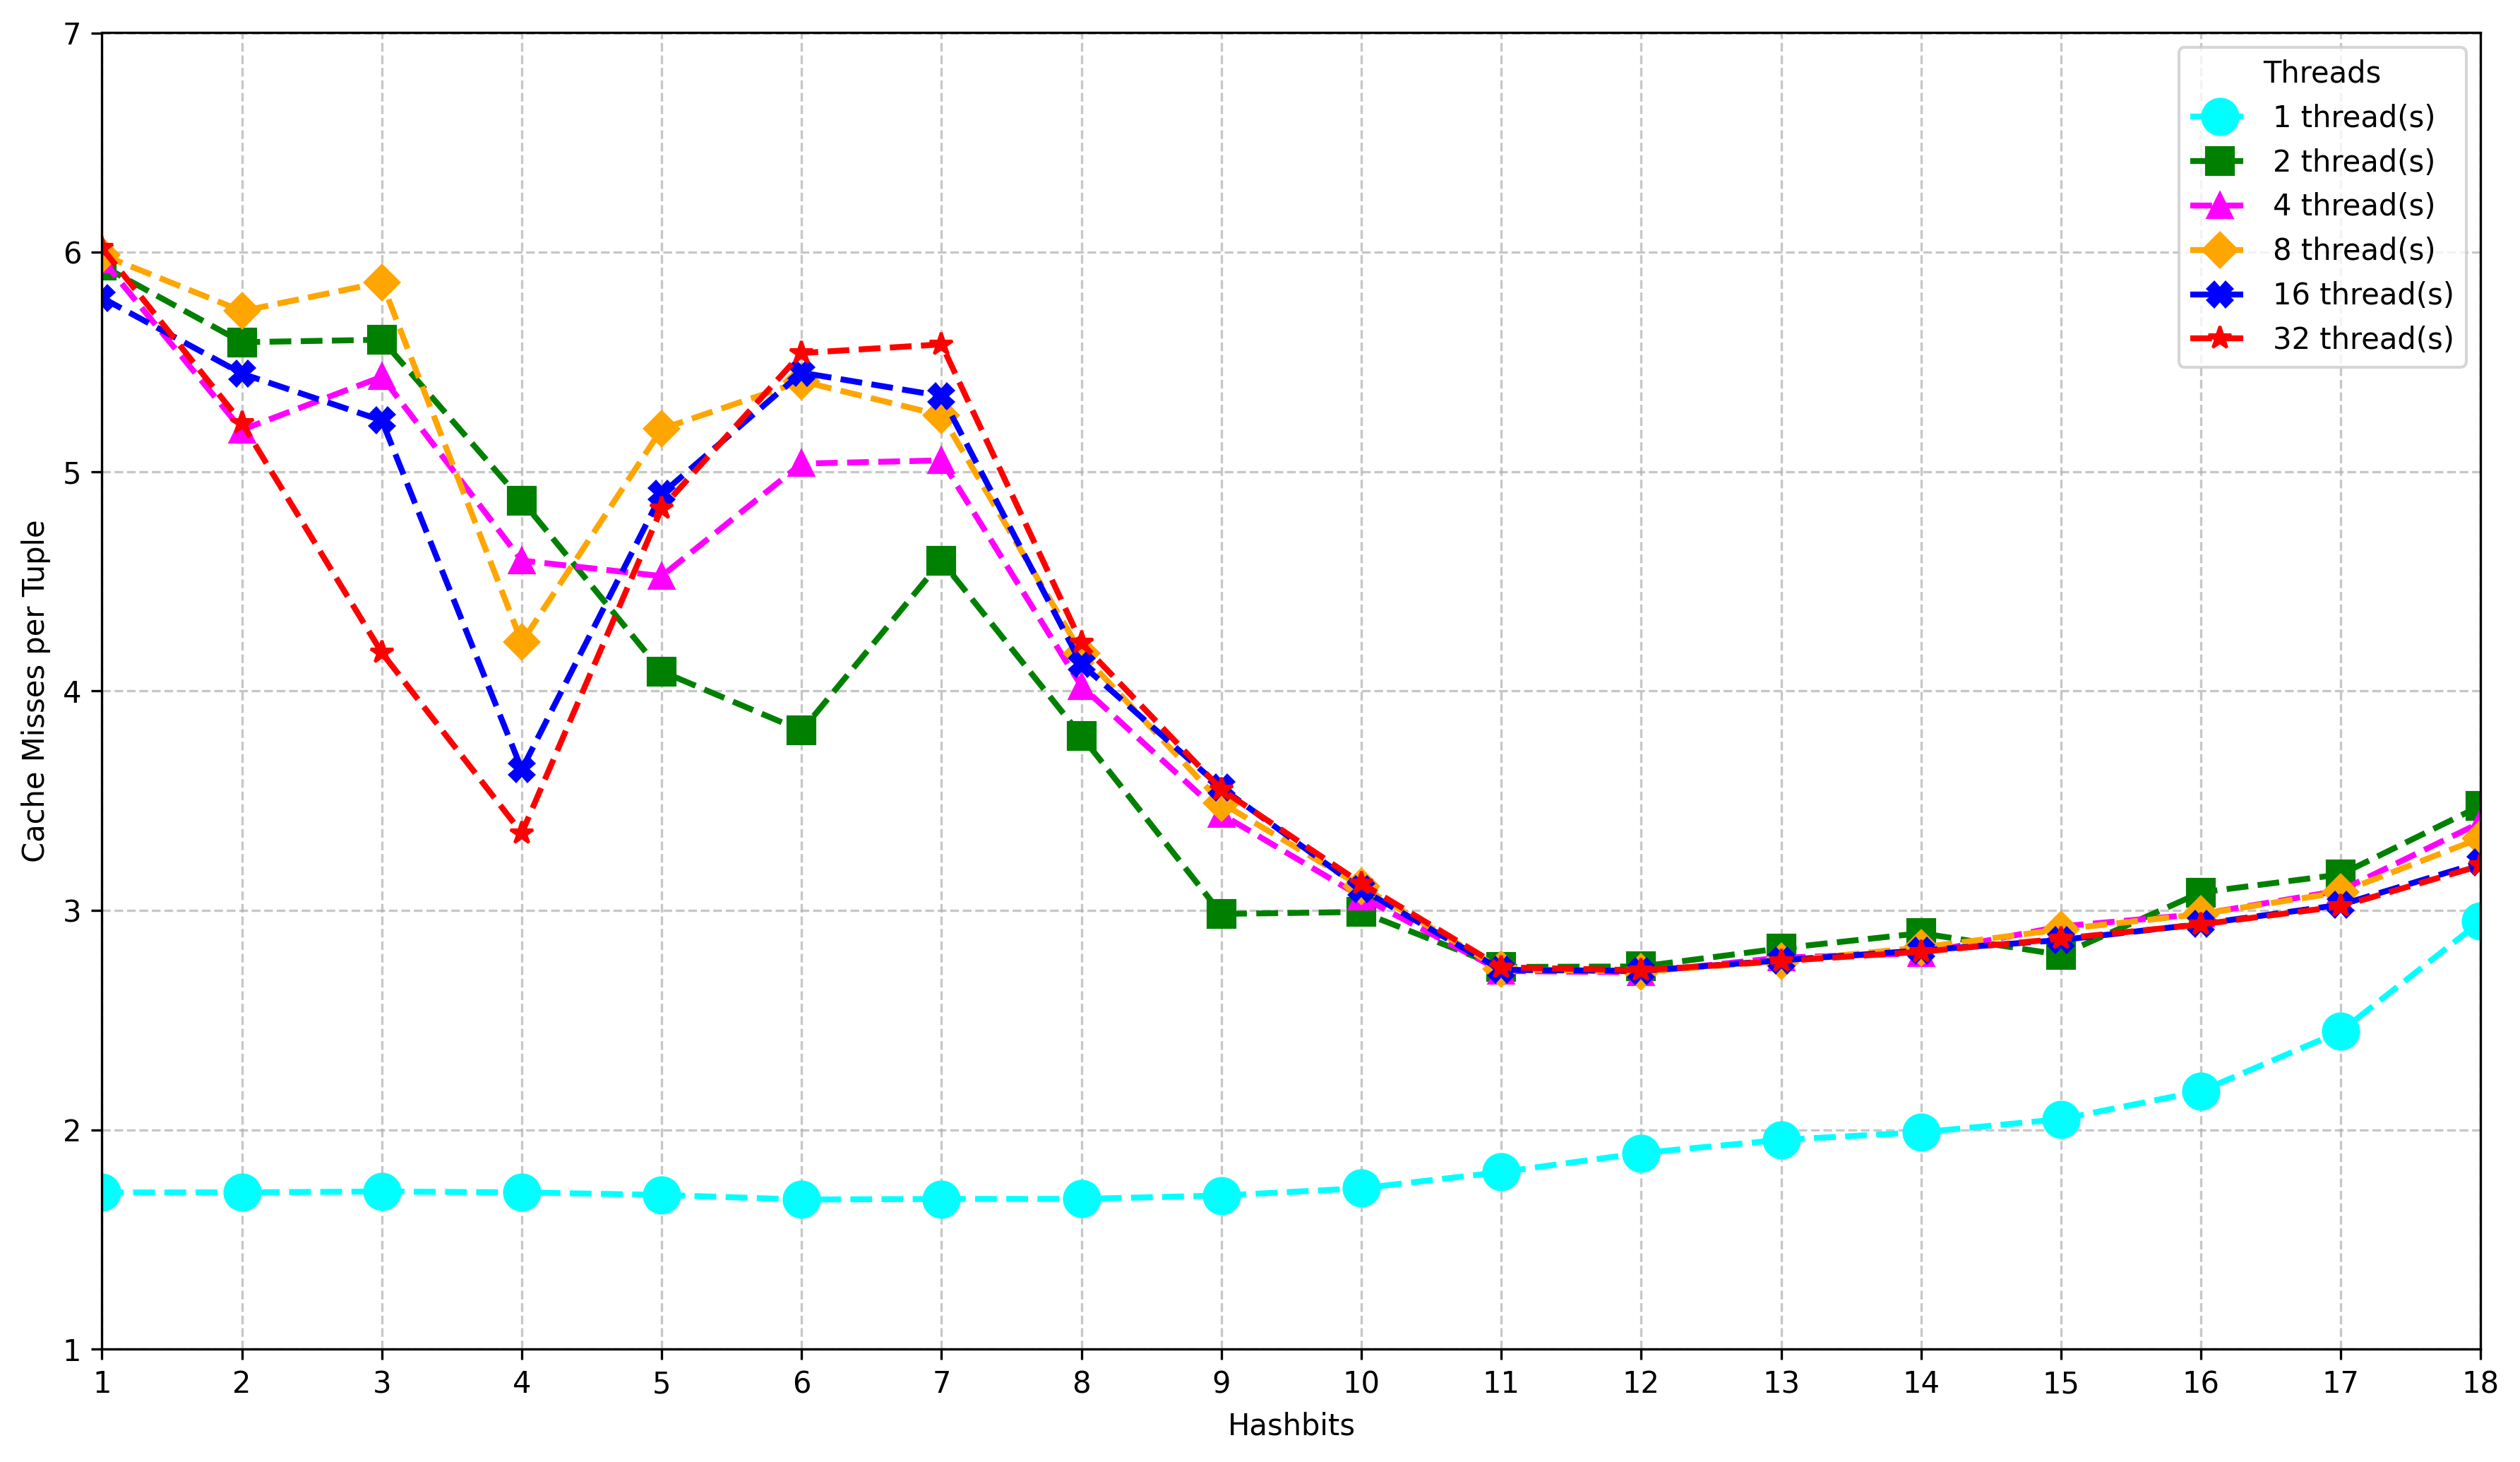 7
6
5
4
3
2
1
Cache Misses per Tuple
Threads
1 thread(s)
2 thread(s)
4 thread(s)
8 thread(s)
16 thread(s)
32 thread(s)
1 2 3 4 5 6 7 8 9 10 11 12 13 14 15 16 17 18
Hashbits